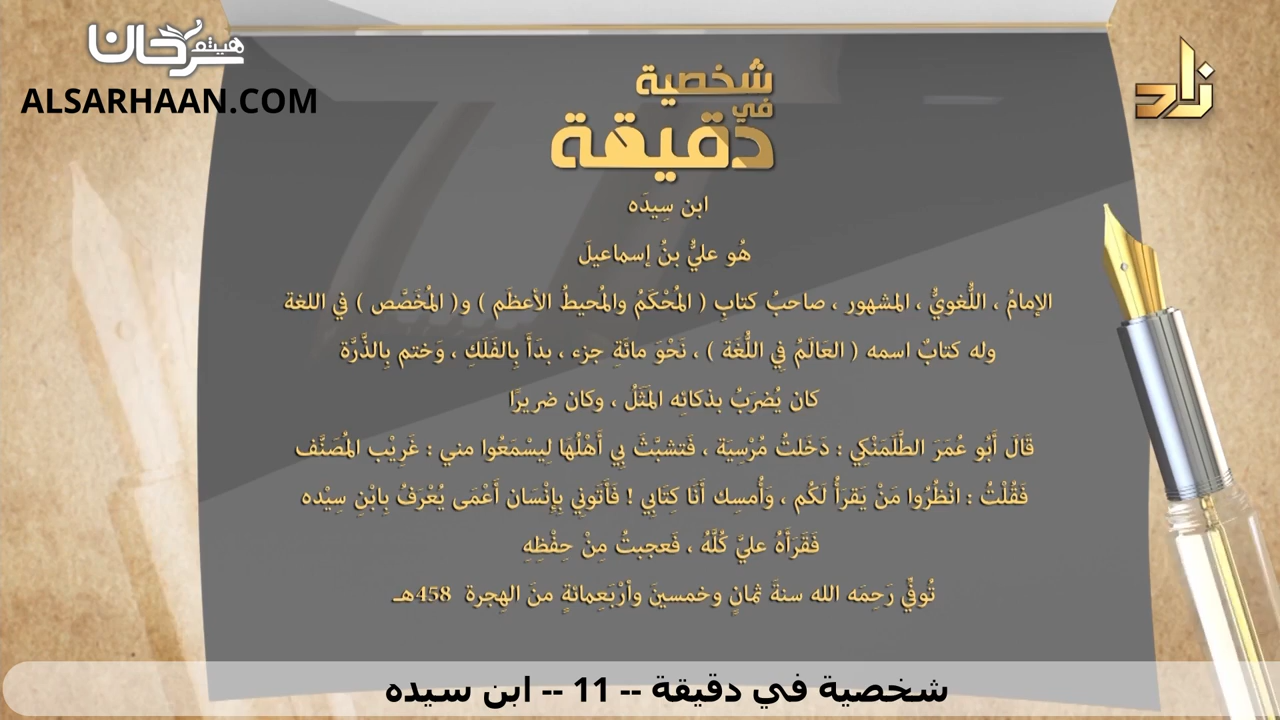 هيثم سرحان
ALSARHAAN.COM
زاد
شخصية
في
دقيقة
ابن سِيدَه
هُو عليُّ بنُ إسماعيلَ
الإمامُ ، اللُّغويُّ ، المشهور ، صاحبُ كتابِ ( المُحْكَمُ والمُحيطُ الأعظَم ) و( المُخَصَّص ) في اللغة
وله كتابٌ اسمه ( العَالَمُ فِي اللُّغَة ) ، نَحْوَ مائَةِ جزء ، بدَأَ بِالفَلَكِ ، وَختم بِالذَّرَّة
كان يُضرَبُ بذكائِه المَثَلُ ، وكان ضريرًا
قَالَ أَبُو عُمَرَ الطَّلَمَنْكِي : دَخَلتُ مُرْسِيَة ، فَتشبَّثَ بِي أَهْلُهَا لِيسْمَعُوا مني : غَرِيْب المُصَنَّف
فَقُلْتُ : انْظُرُوا مَنْ يَقرأُ لَكُم ، وَأُمسِك أَنَا كِتَابِي ! فَأَتَونِي بِإِنْسَان أَعْمَى يُعْرَفُ بِابْنِ سِيْده
فَقَرَأَهُ عليَّ كُلَّهُ ، فَعجبتُ مِنْ حِفْظِهِ
تُوفِّي رَحِمَه الله سنةَ ثمانٍ وخمسينَ وأرْبَعِمائةٍ منَ الهِجرة 458هـ
شخصية في دقيقة -- 11 -- ابن سيده